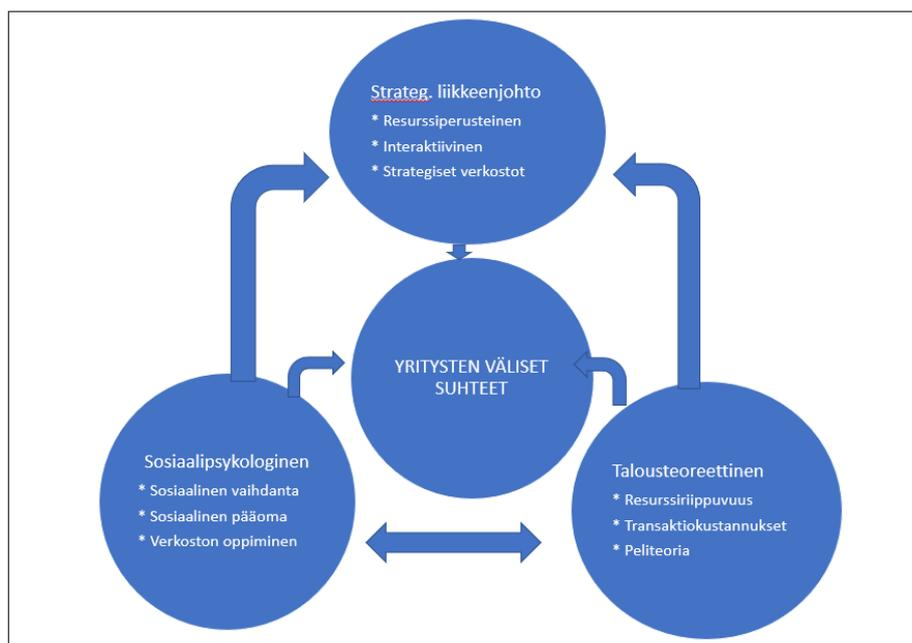 Strateg. liikkeenjohto
* Resurssiperusteinen
* Interaktiivinen
* Strategiset verkostot
YRITYSTEN VÄLISET
SUHTEET
Sosiaalipsykologinen
* Sosiaalinen vaihdanta
* Sosiaalinen pääoma
* Verkoston oppiminen
Talousteoreettinen
* Resurssiriippuvuus
* Transaktiokustannukset
* Peliteoria